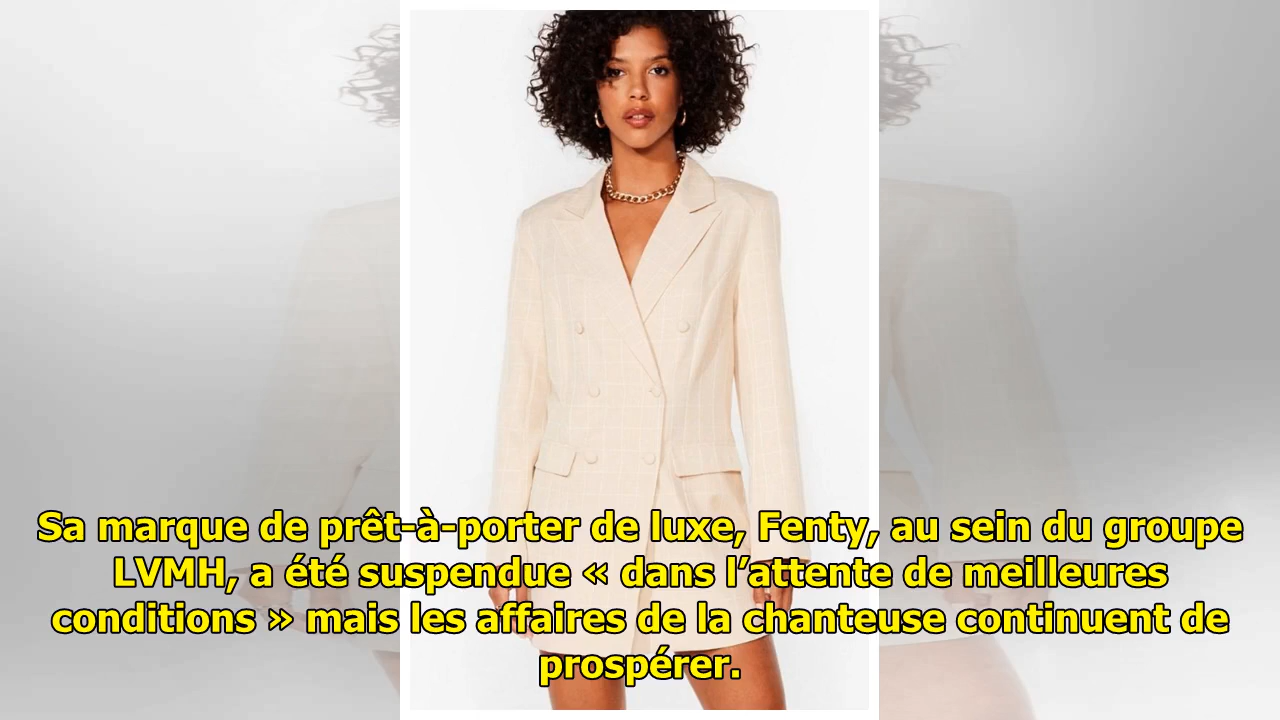 Sa marque de prêt-à-porter de luxe, Fenty, au sein du groupe
LVMH, a été suspendue « dans l’attente de meilleures
conditions » mais les affaires de la chanteuse continuent de
prospérer.